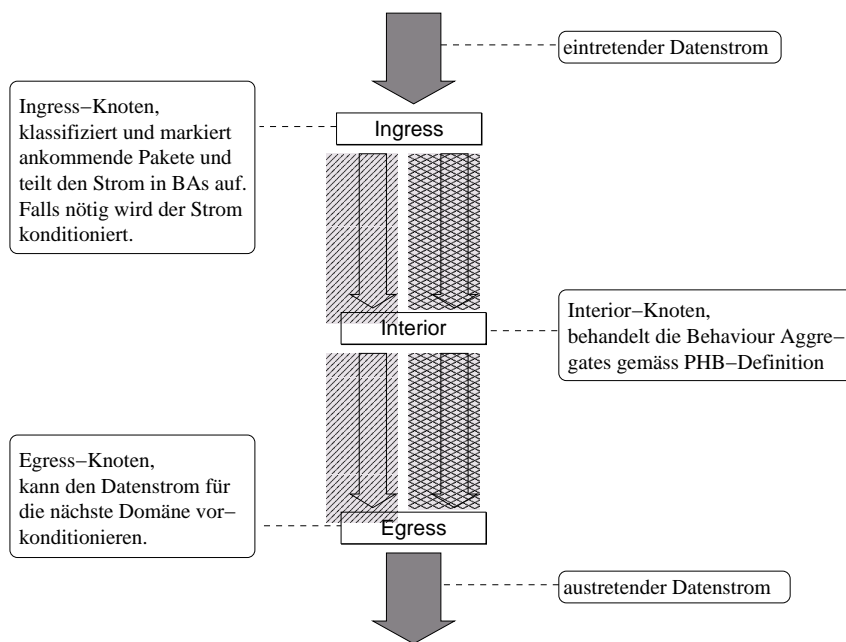 eintretender Datenstrom
Ingress−Knoten,
klassifiziert und markiert
ankommende Pakete und
teilt den Strom in BAs auf.
Falls nötig wird der Strom
konditioniert.
Ingress
Interior
Interior−Knoten,
behandelt die Behaviour Aggre−
gates gemäss PHB−Definition
Egress−Knoten,
kann den Datenstrom für
die nächste Domäne vor−
konditionieren.
Egress
austretender Datenstrom